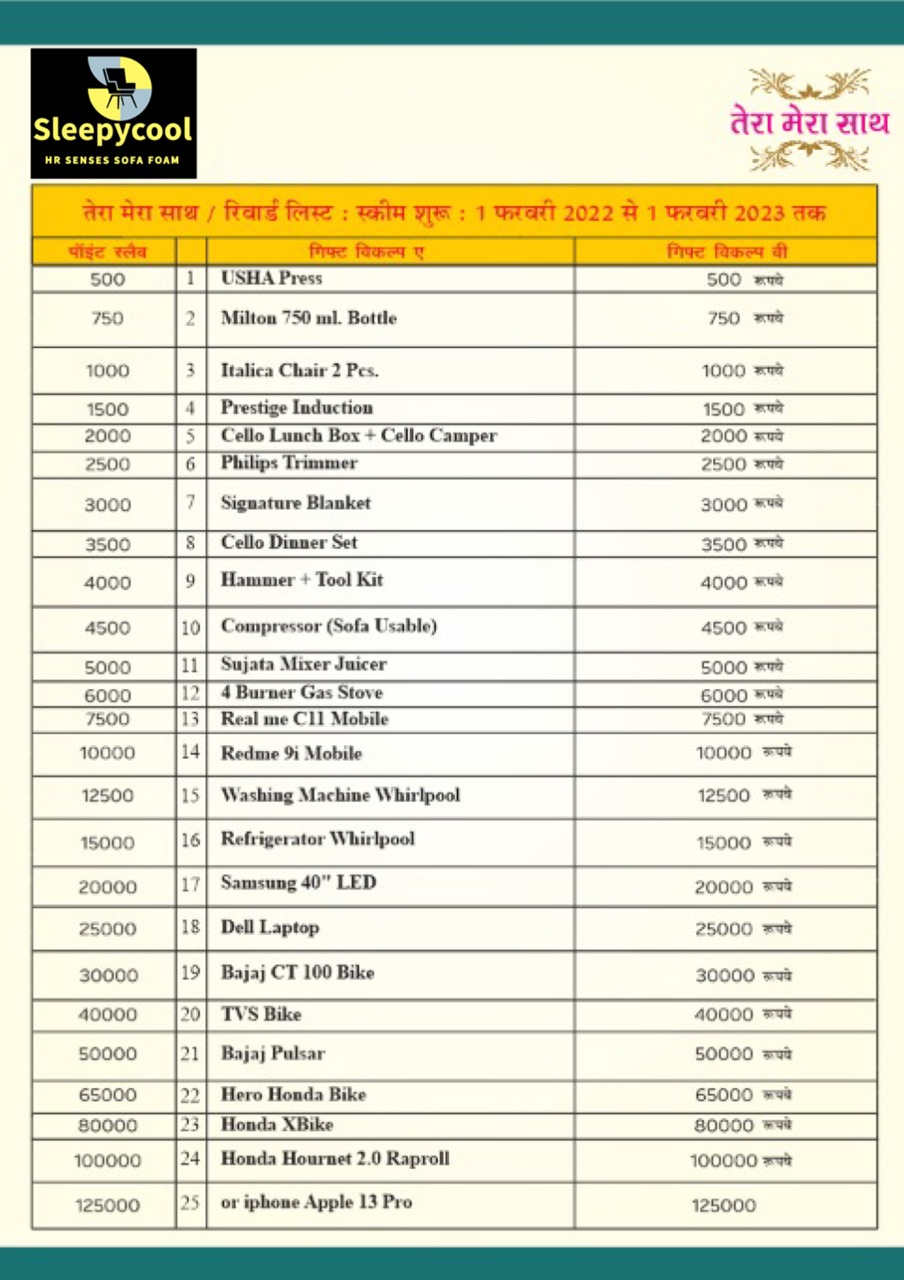 Sleepycool
HR SENSES SOFA FOAM
तेरा मेरा साथ
तेरा मेरा साथ / रिवार्ड लिस्ट : स्कीम शुरू : 1 फरवरी 2022 से 1 फरवरी 2023 तक
पॉइंट स्लैव गिफ्ट विकल्प ए गिफ्ट विकल्प वी
500 1 USHA Press 500 रूपये
750 2 Milton 750 ml. Bottle 750 रूपये
1000 3 Italica Chair 2 Pcs. 1000 रूपये
1500 4 Prestige Induction 1500 रूपये
2000 5 Cello Lunch Box + Cello Camper 2000 रूपये
2500 6 Philips Trimmer 2500 रूपये
3000 7 Signature Blanket 3000 रूपये
3500 8 Cello Dinner Set 3500 रूपये
4000 9 Hammer + Tool Kit 4000 रूपये
4500 10 Compressor (Sofa Usable) 4500 रूपये
5000 11 Sujata Mixer Juicer 5000 रूपये
6000 12 4 Burner Gas Stove 6000 रूपये
7500 13 Real me C11 Mobile 7500 रूपये
10000 14 Redme 9i Mobile 10000 रूपये
12500 15 Washing Machine Whirlpool 12500 रूपये
15000 16 Refrigerator Whirlpool 15000 रूपये
20000 17 Samsung 40" LED 20000 रूपये
25000 18 Dell Laptop 25000 रूपये
30000 19 Bajaj CT 100 Bike 30000 रूपये
40000 20 TVS Bike 40000 रूपये
50000 21 Bajaj Pulsar 50000 रूपये
65000 22 Hero Honda Bike 65000 रूपये
80000 23 Honda XBike 80000 रूपये
100000 24 Honda Hournet 2.0 Raproll 100000 रूपये
125000 25 or iphone Apple 13 Pro 125000